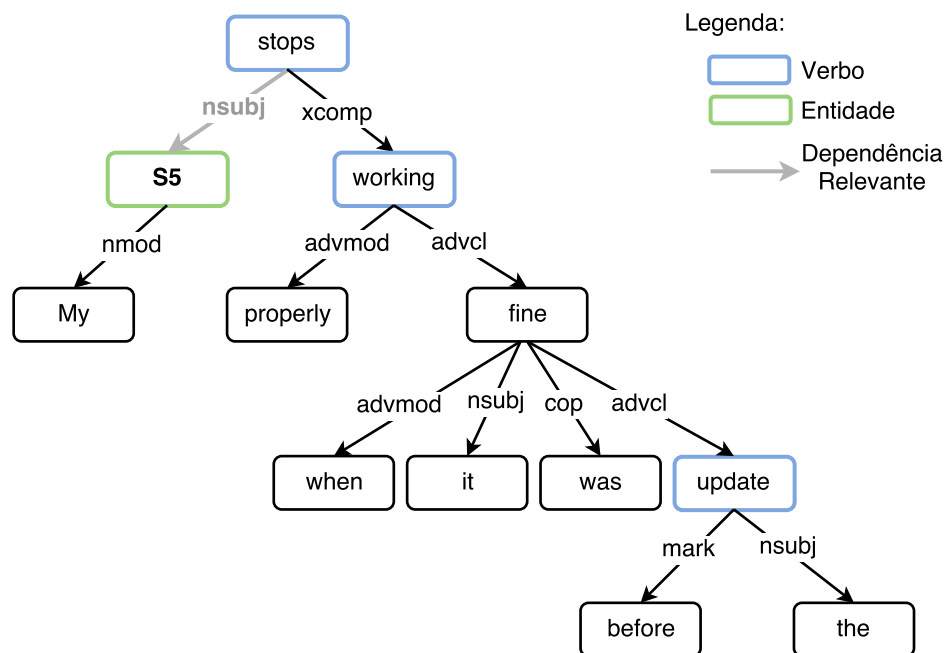 stops
Legenda:
Verbo
Entidade
Dependência
Relevante
nsubj
xcomp
S5
working
nmod
advmod
advcl
My
properly
fine
advmod
nsubj
cop
advcl
when
it
was
update
mark
nsubj
before
the